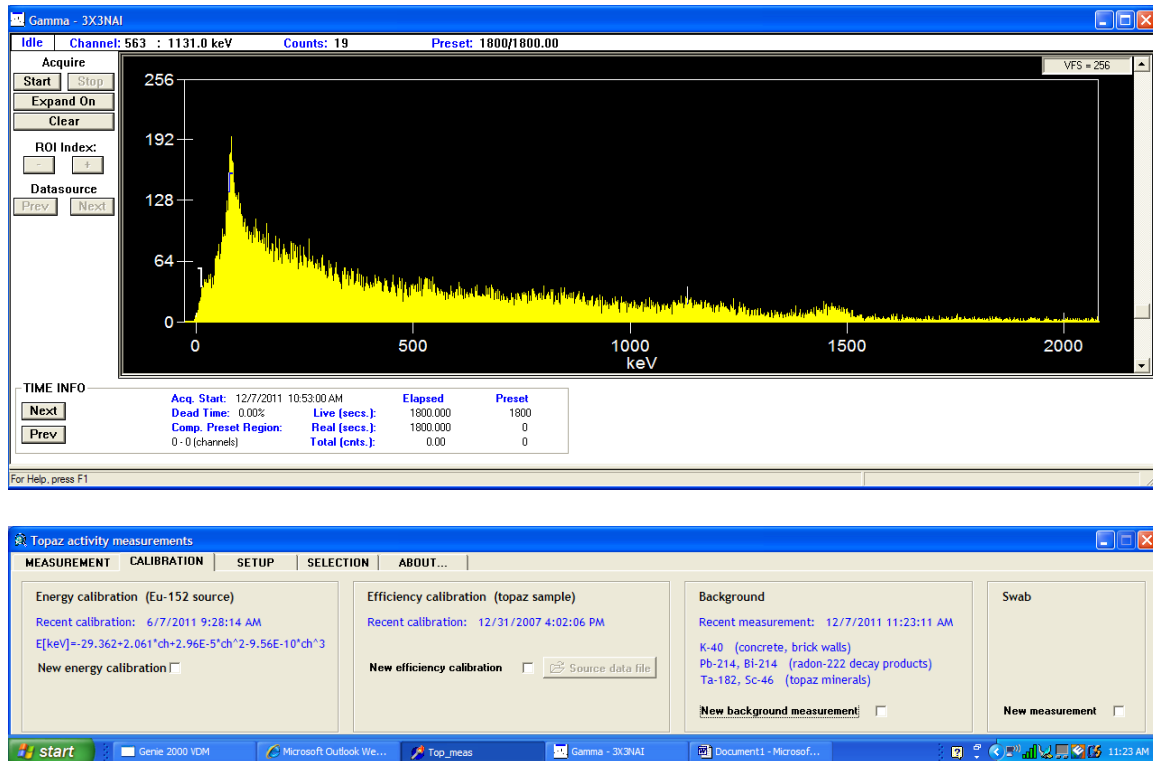 Gamma - 3X3NAI
Idle Channel: 563 : 1131.0 keV Counts: 19 Preset: 1800/1800.00
Acquire
Start Stop
Expand On
Clear
ROI Index:
- +
Datasource
Prev Next
VFS = 256
256
192
128
64
0
0 500 1000 1500 2000
keV
TIME INFO
Next
Prev
Acq. Start: 12/7/2011 10:53:00 AM Elapsed Preset
Dead Time: 0.00% Live (secs.): 1800.000 1800
Comp. Preset Region: Real (secs.): 1800.000 0
0 - 0 (channels) Total (cnts.): 0.00 0
For Help, press F1
Topaz activity measurements
MEASUREMENT CALIBRATION SETUP SELECTION ABOUT...
Energy calibration (Eu-152 source)
Recent calibration: 6/7/2011 9:28:14 AM
E[keV]=-29.362+2.061*ch+2.96E-5*ch^2-9.56E-10*ch^3
New energy calibration
Efficiency calibration (topaz sample)
Recent calibration: 12/31/2007 4:02:06 PM
New efficiency calibration Source data file
Background
Recent measurement: 12/7/2011 11:23:11 AM
K-40 (concrete, brick walls)
Pb-214, Bi-214 (radon-222 decay products)
Ta-182, Sc-46 (topaz minerals)
New background measurement
Swab
New measurement
start Genie 2000 VDM Microsoft Outlook We... Top_meas Gamma - 3X3NAI Document1 - Microsof... 11:23 AM